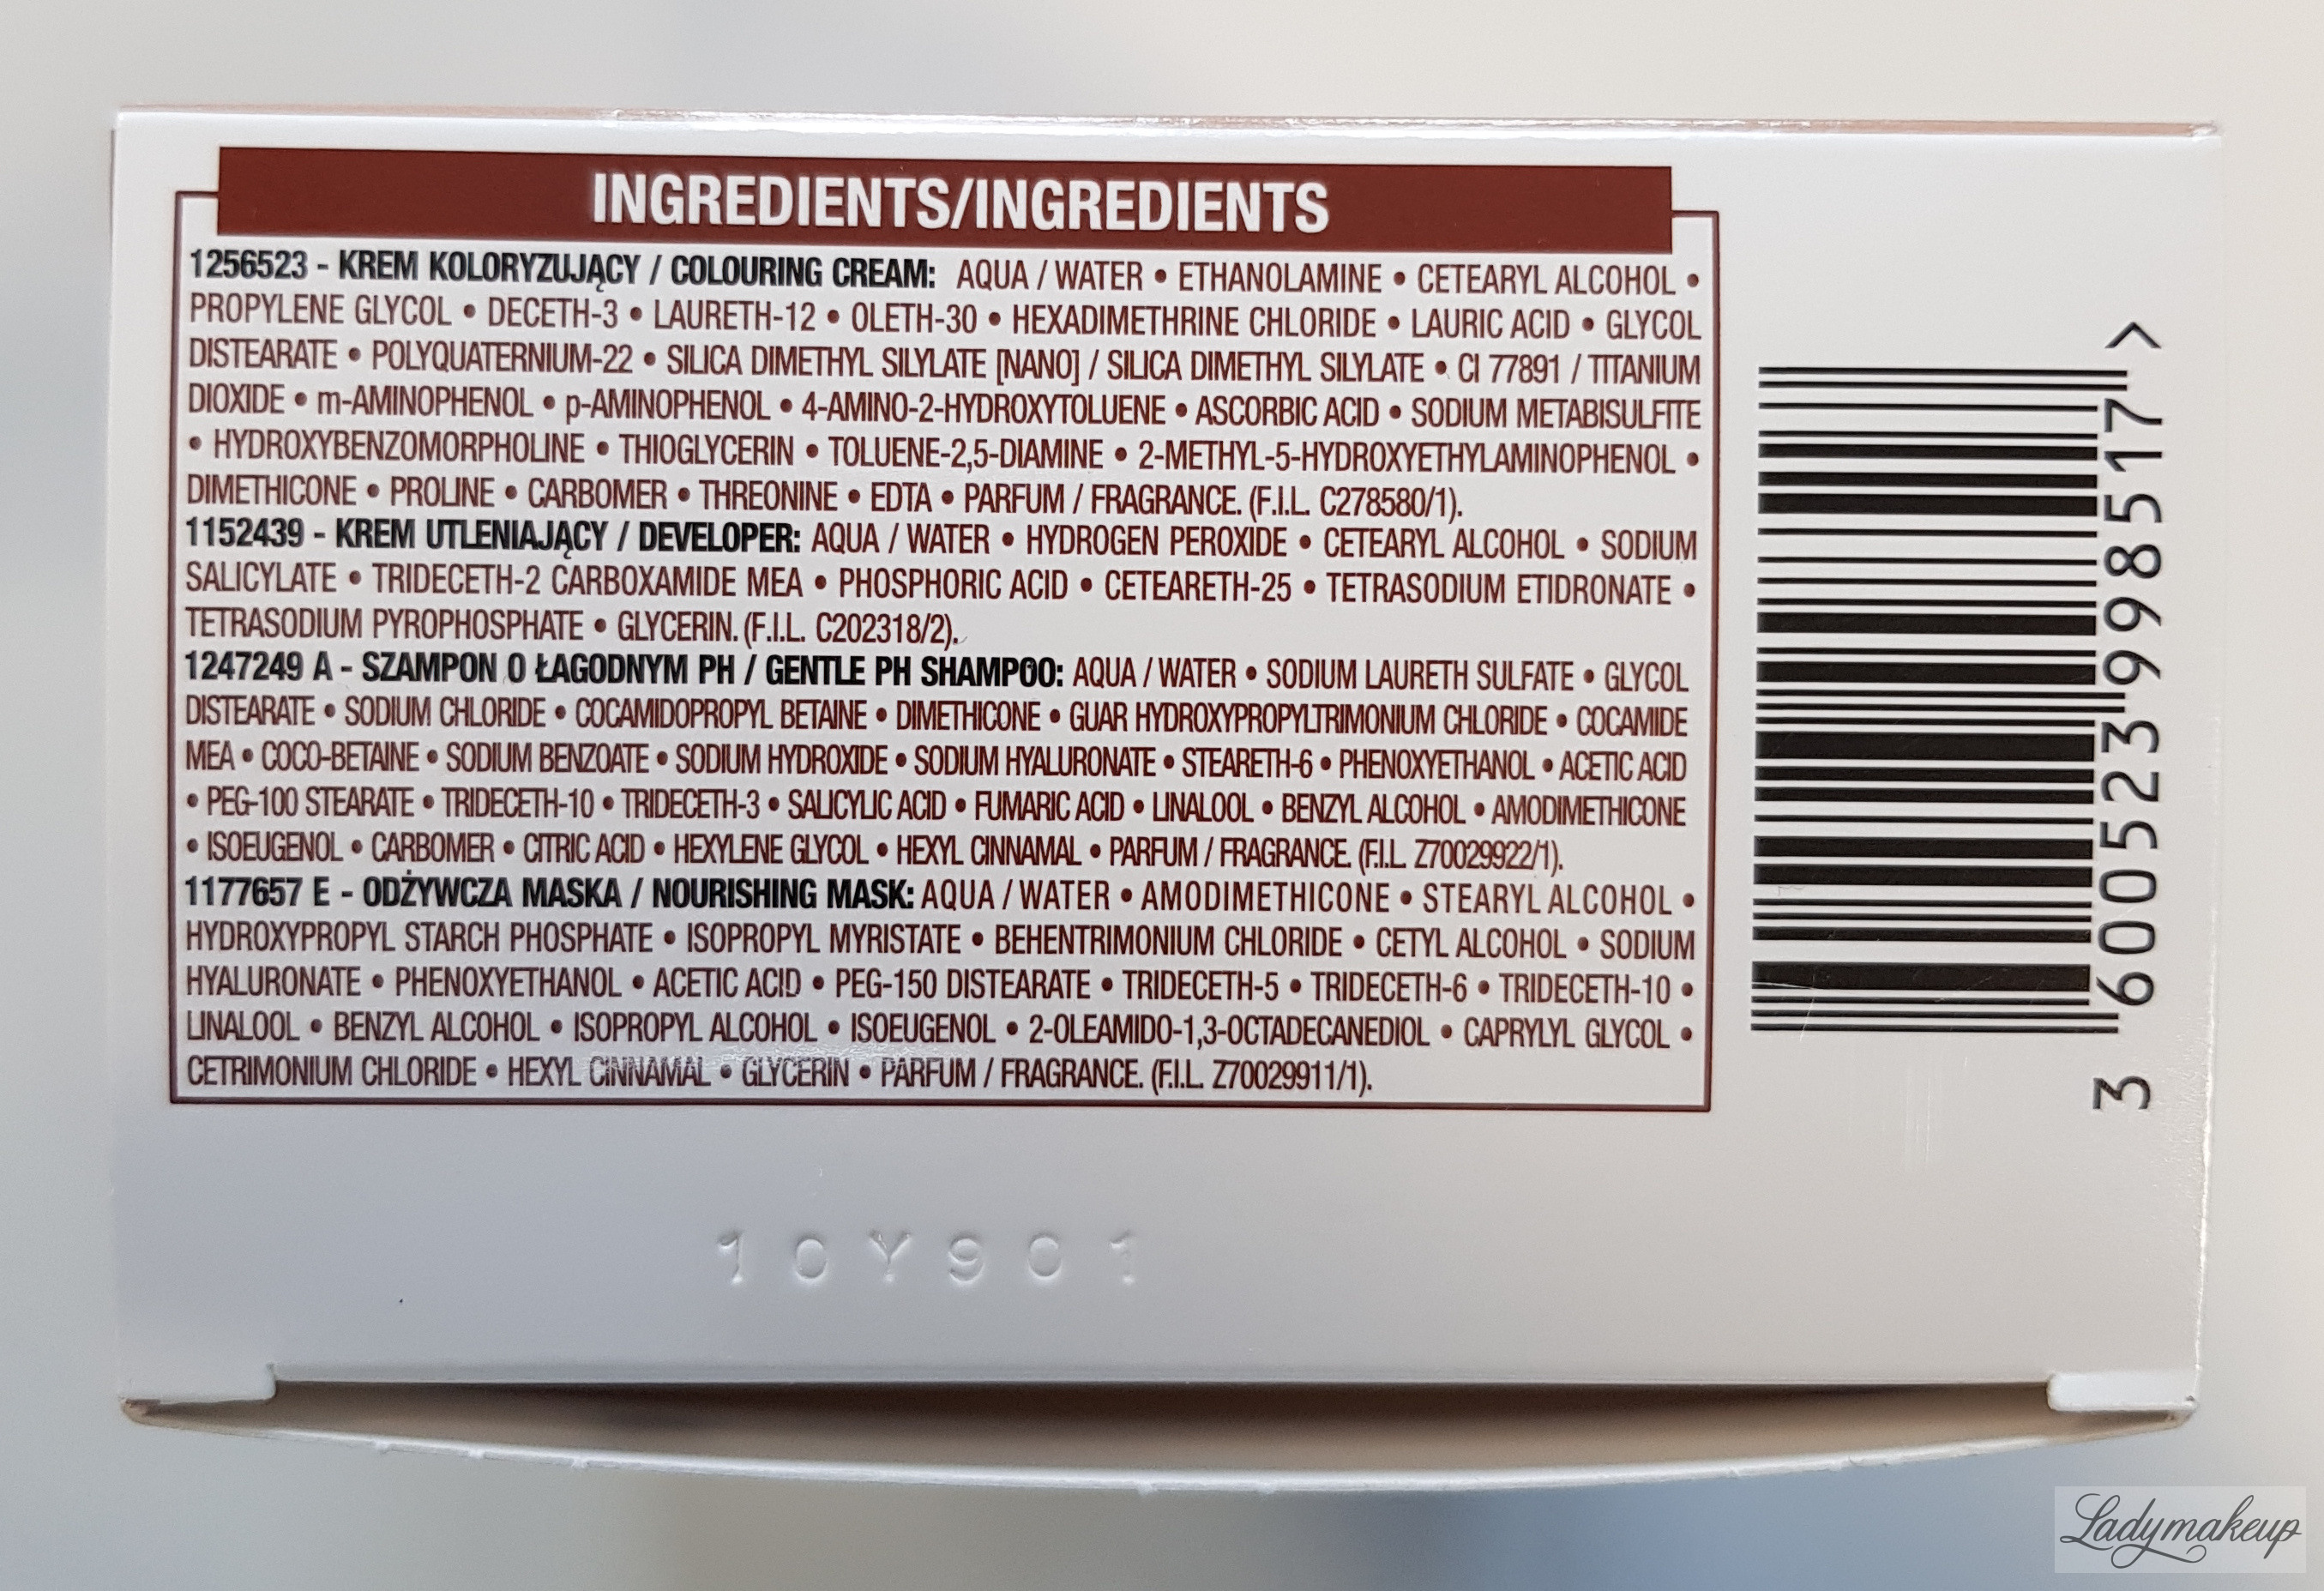 INGREDIENTS/INGREDIENTS
1256523 - KREM KOLORYZUJĄCY / COLOURING CREAM: AQUA / WATER • ETHANOLAMINE • CETEARYL ALCOHOL •
PROPYLENE GLYCOL • DECETH-3 • LAURETH-12 • OLETH-30 • HEXADIMETHRINE CHLORIDE • LAURIC ACID • GLYCOL
DISTEARATE • POLYQUATERNIUM-22 • SILICA DIMETHYL SILYLATE [NANO] / SILICA DIMETHYL SILYLATE • CI 77891 / TITANIUM
DIOXIDE • m-AMINOPHENOL • p-AMINOPHENOL • 4-AMINO-2-HYDROXYTOLUENE • ASCORBIC ACID • SODIUM METABISULFITE
• HYDROXYBENZOMORPHOLINE • THIOGLYCERIN • TOLUENE-2,5-DIAMINE • 2-METHYL-5-HYDROXYETHYLAMINOPHENOL •
DIMETHICONE • PROLINE • CARBOMER • THREONINE • EDTA • PARFUM / FRAGRANCE. (F.I.L. C278580/1).
1152439 - KREM UTLENIAJĄCY / DEVELOPER: AQUA / WATER • HYDROGEN PEROXIDE • CETEARYL ALCOHOL • SODIUM
SALICYLATE • TRIDECETH-2 CARBOXAMIDE MEA • PHOSPHORIC ACID • CETEARETH-25 • TETRASODIUM ETIDRONATE •
TETRASODIUM PYROPHOSPHATE • GLYCERIN. (F.I.L. C202318/2).
1247249 A - SZAMPON O ŁAGODNYM PH / GENTLE PH SHAMPOO: AQUA / WATER • SODIUM LAURETH SULFATE • GLYCOL
DISTEARATE • SODIUM CHLORIDE • COCAMIDOPROPYL BETAINE • DIMETHICONE • GUAR HYDROXYPROPYLTRIMONIUM CHLORIDE • COCAMIDE
MEA • COCO-BETAINE • SODIUM BENZOATE • SODIUM HYDROXIDE • SODIUM HYALURONATE • STEARETH-6 • PHENOXYETHANOL • ACETIC ACID
• PEG-100 STEARATE • TRIDECETH-10 • TRIDECETH-3 • SALICYLIC ACID • FUMARIC ACID • LINALOOL • BENZYL ALCOHOL • AMODIMETHICONE
• ISOEUGENOL • CARBOMER • CITRIC ACID • HEXYLENE GLYCOL • HEXYL CINNAMAL • PARFUM / FRAGRANCE. (F.I.L. Z70029922/1).
1177657 E - ODŻYWCZA MASKA / NOURISHING MASK: AQUA / WATER • AMODIMETHICONE • STEARYL ALCOHOL •
HYDROXYPROPYL STARCH PHOSPHATE • ISOPROPYL MYRISTATE • BEHENTRIMONIUM CHLORIDE • CETYL ALCOHOL • SODIUM
HYALURONATE • PHENOXYETHANOL • ACETIC ACID • PEG-150 DISTEARATE • TRIDECETH-5 • TRIDECETH-6 • TRIDECETH-10 •
LINALOOL • BENZYL ALCOHOL • ISOPROPYL ALCOHOL • ISOEUGENOL • 2-OLEAMIDO-1,3-OCTADECANEDIOL • CAPRYLYL GLYCOL •
CETRIMONIUM CHLORIDE • HEXYL CINNAMAL • GLYCERIN • PARFUM / FRAGRANCE. (F.I.L. Z70029911/1).
3 600523 998517 >
10Y901
Ladymakeup